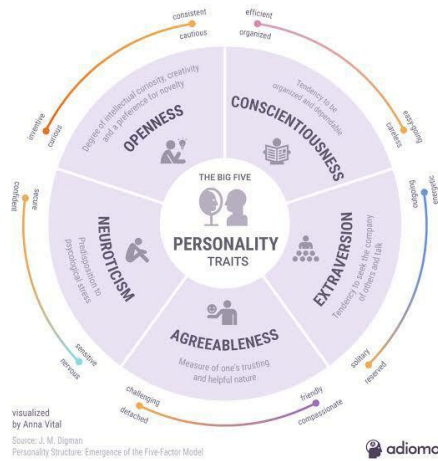 consistent
cautious
inventive
curious
OPENNESS
Degree of intellectual curiosity, creativity
and a preference for novelty
efficient
organized
easy-going
careless
CONSCIENTIOUSNESS
Tendency to be
organized and dependable
energetic
outgoing
solitary
reserved
EXTRAVERSION
Tendency to seek the company
of others and talk
friendly
compassionate
challenging
detached
AGREEABLENESS
Measure of one's trusting
and helpful nature
secure
confident
sensitive
nervous
NEUROTICISM
Predisposition to
psycological stress
THE BIG FIVE
PERSONALITY
TRAITS
visualized
by Anna Vital
Source: J. M. Digman
Personality Structure: Emergence of the Five-Factor Model
adioma